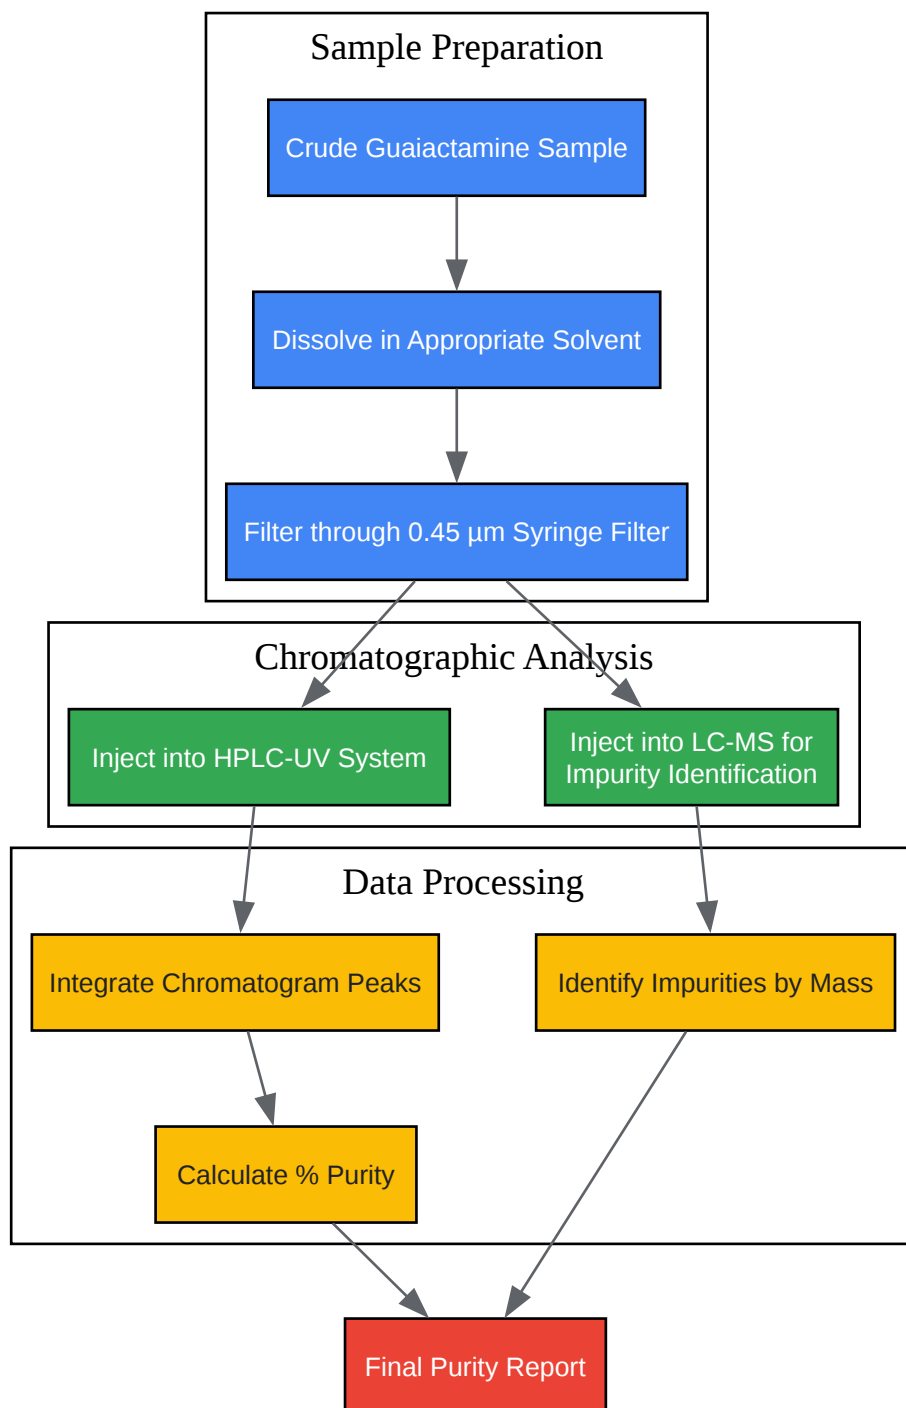 Sample Preparation
Crude Guaiactamine Sample
Dissolve in Appropriate Solvent
Filter through 0.45 µm Syringe Filter
Chromatographic Analysis
Inject into HPLC-UV System
Inject into LC-MS for
Impurity Identification
Data Processing
Integrate Chromatogram Peaks
Identify Impurities by Mass
Calculate % Purity
Final Purity Report